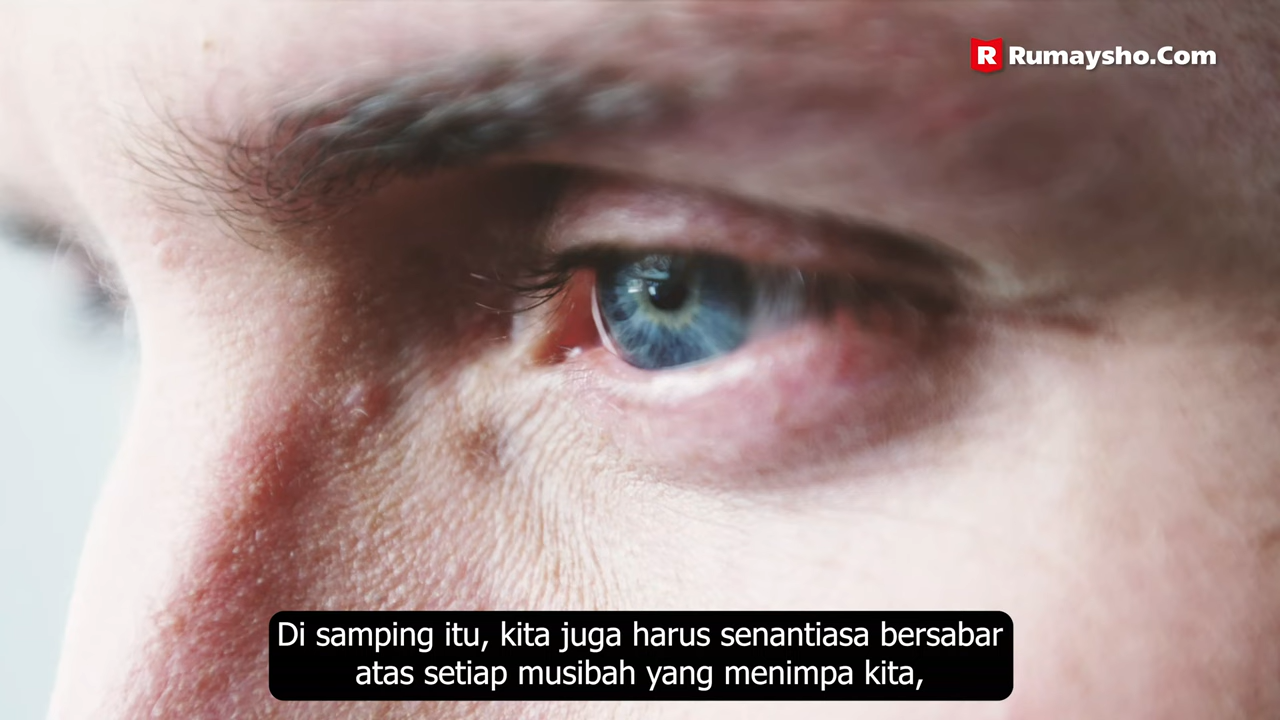 R Rumaysho.Com
Di samping itu, kita juga harus senantiasa bersabar
atas setiap musibah yang menimpa kita,